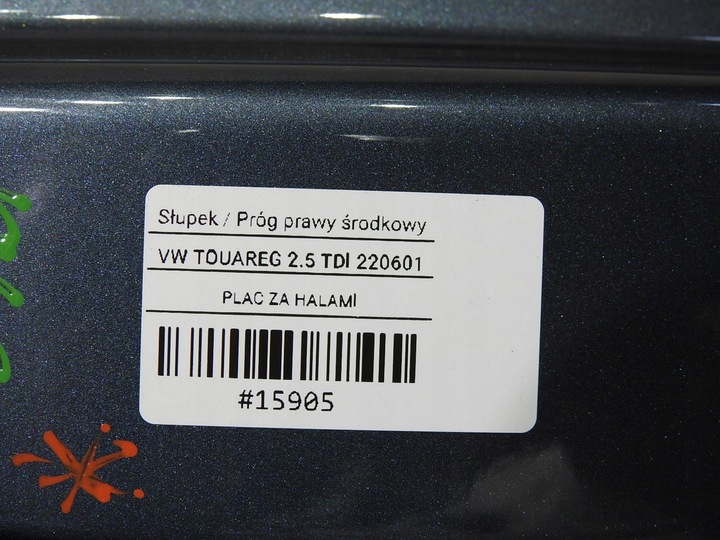 Słupek / Próg prawy środkowy
VW TOUAREG 2.5 TDI 220601
PLAC ZA HALAMI
#15905